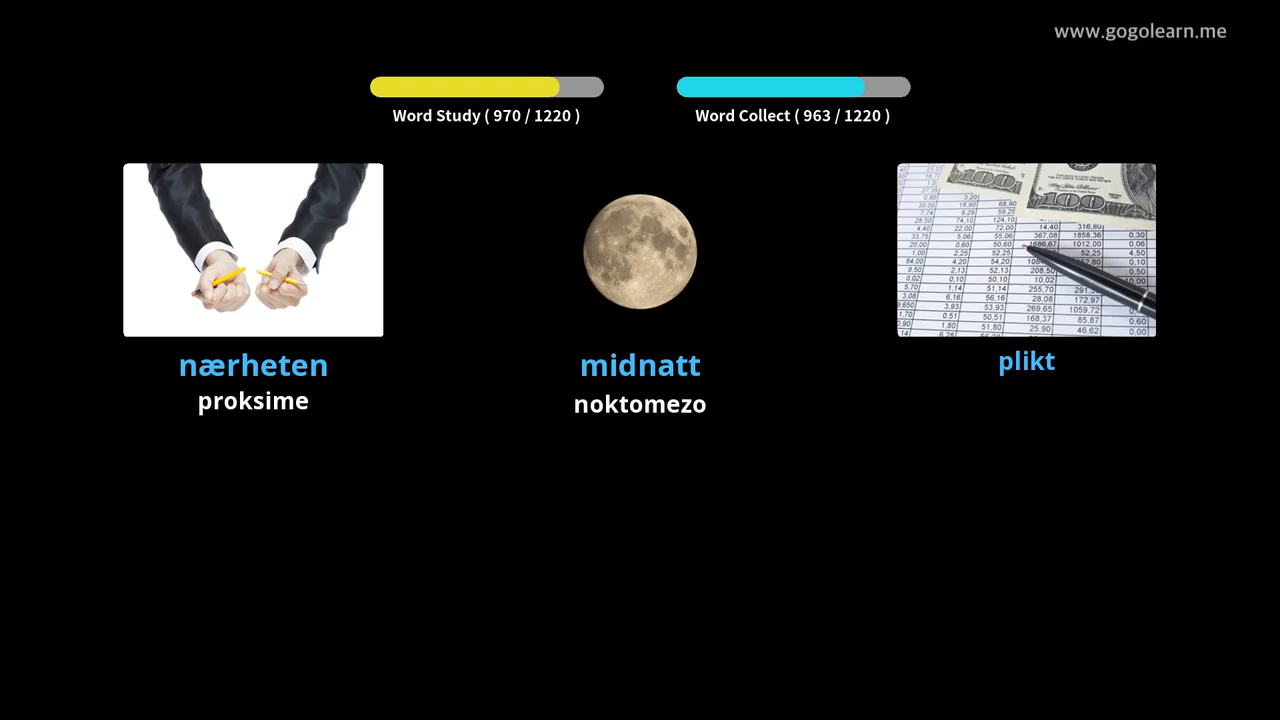 www.gogolearn.me
Word Study ( 970 / 1220 )
Word Collect ( 963 / 1220 )
nærheten
midnatt
plikt
proksime
noktomezo